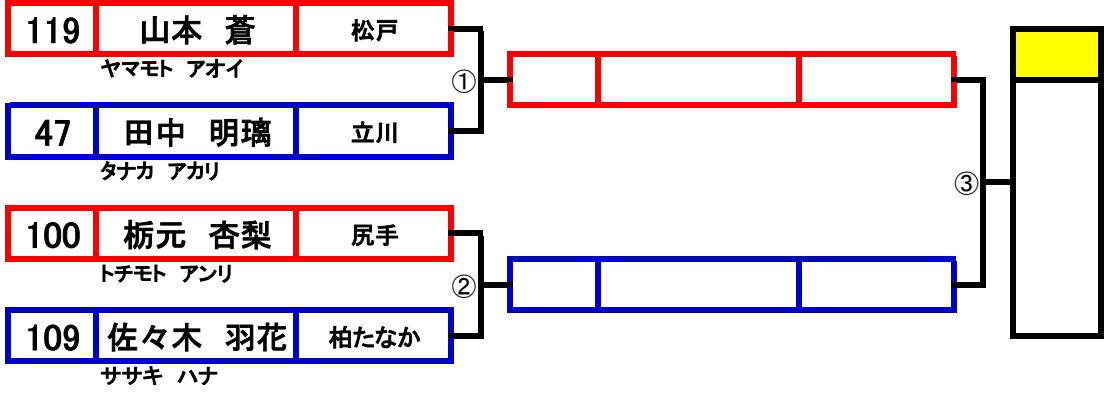 119 山本 蒼 松戸
ヤマモト アオイ
①
47 田中 明璃 立川
タナカ アカリ
③
100 栃元 杏梨 尻手
トチモト アンリ
②
109 佐々木 羽花 柏たなか
ササキ ハナ